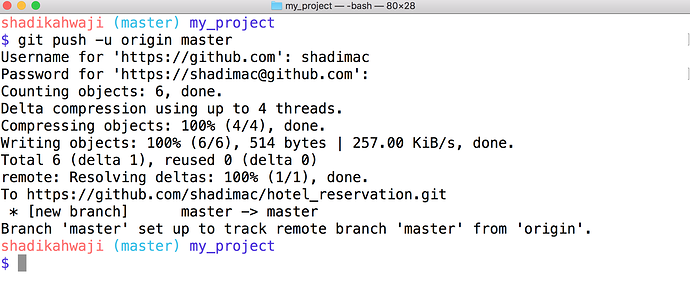 my_project — -bash — 80×28
shadikahwaji (master) my_project
$ git push -u origin master
Username for 'https://github.com': shadimac
Password for 'https://shadimac@github.com':
Counting objects: 6, done.
Delta compression using up to 4 threads.
Compressing objects: 100% (4/4), done.
Writing objects: 100% (6/6), 514 bytes | 257.00 KiB/s, done.
Total 6 (delta 1), reused 0 (delta 0)
remote: Resolving deltas: 100% (1/1), done.
To https://github.com/shadimac/hotel_reservation.git
 * [new branch]      master -> master
Branch 'master' set up to track remote branch 'master' from 'origin'.
shadikahwaji (master) my_project
$